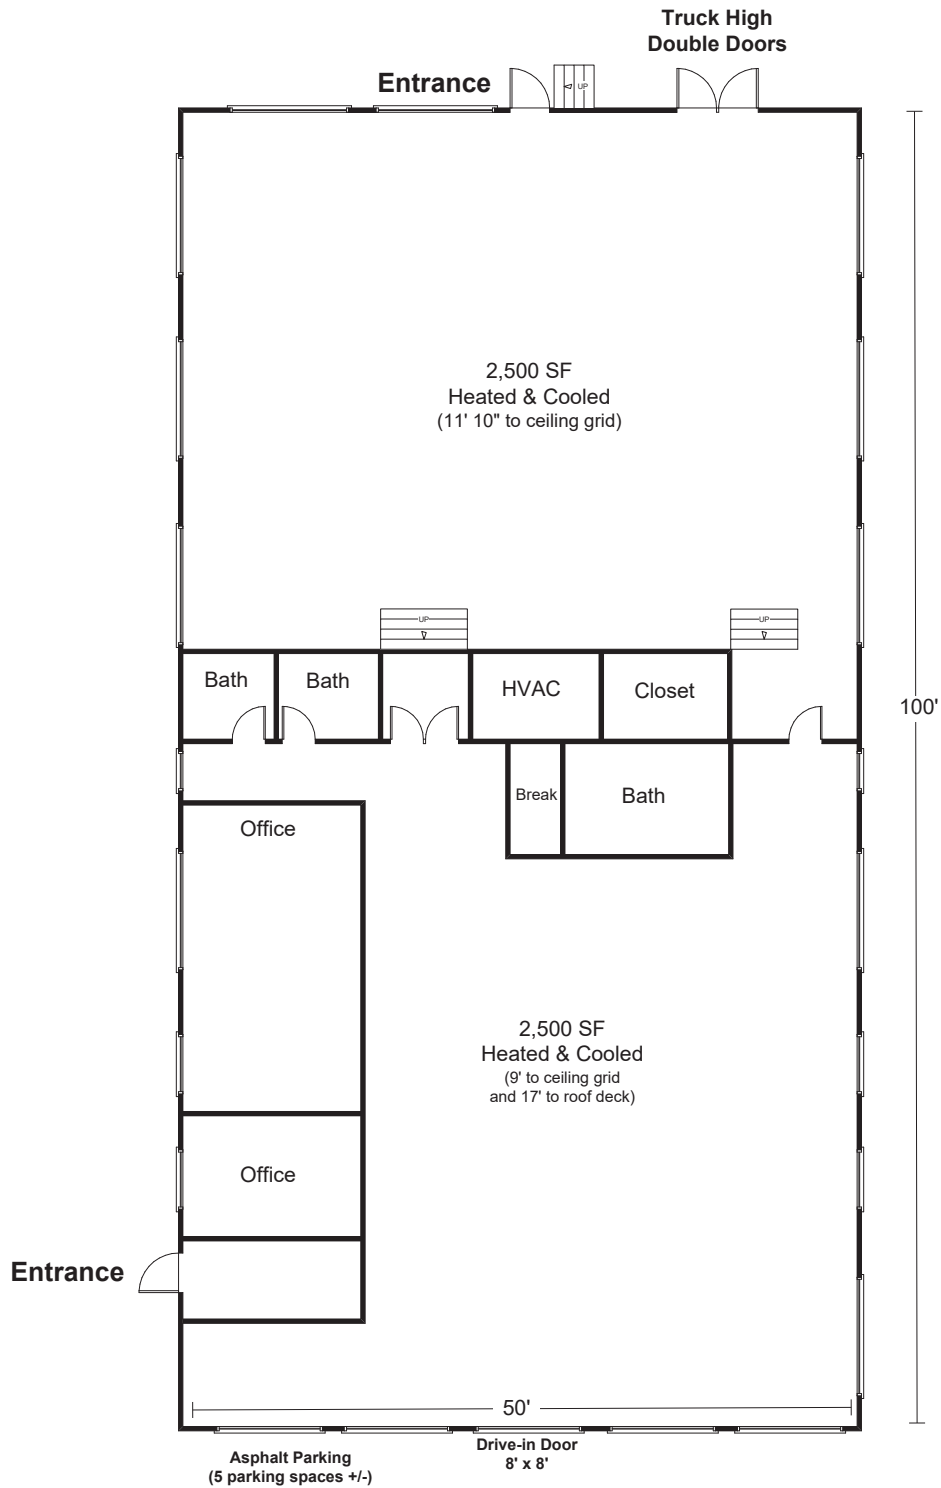 Truck High
Double Doors
Entrance
UP
2,500 SF
Heated & Cooled
(11' 10" to ceiling grid)
UP
UP
Bath
Bath
HVAC
Closet
100'
Break
Bath
Office
2,500 SF
Heated & Cooled
(9' to ceiling grid
and 17' to roof deck)
Office
Entrance
50'
Drive-in Door
8' x 8'
Asphalt Parking
(5 parking spaces +/-)